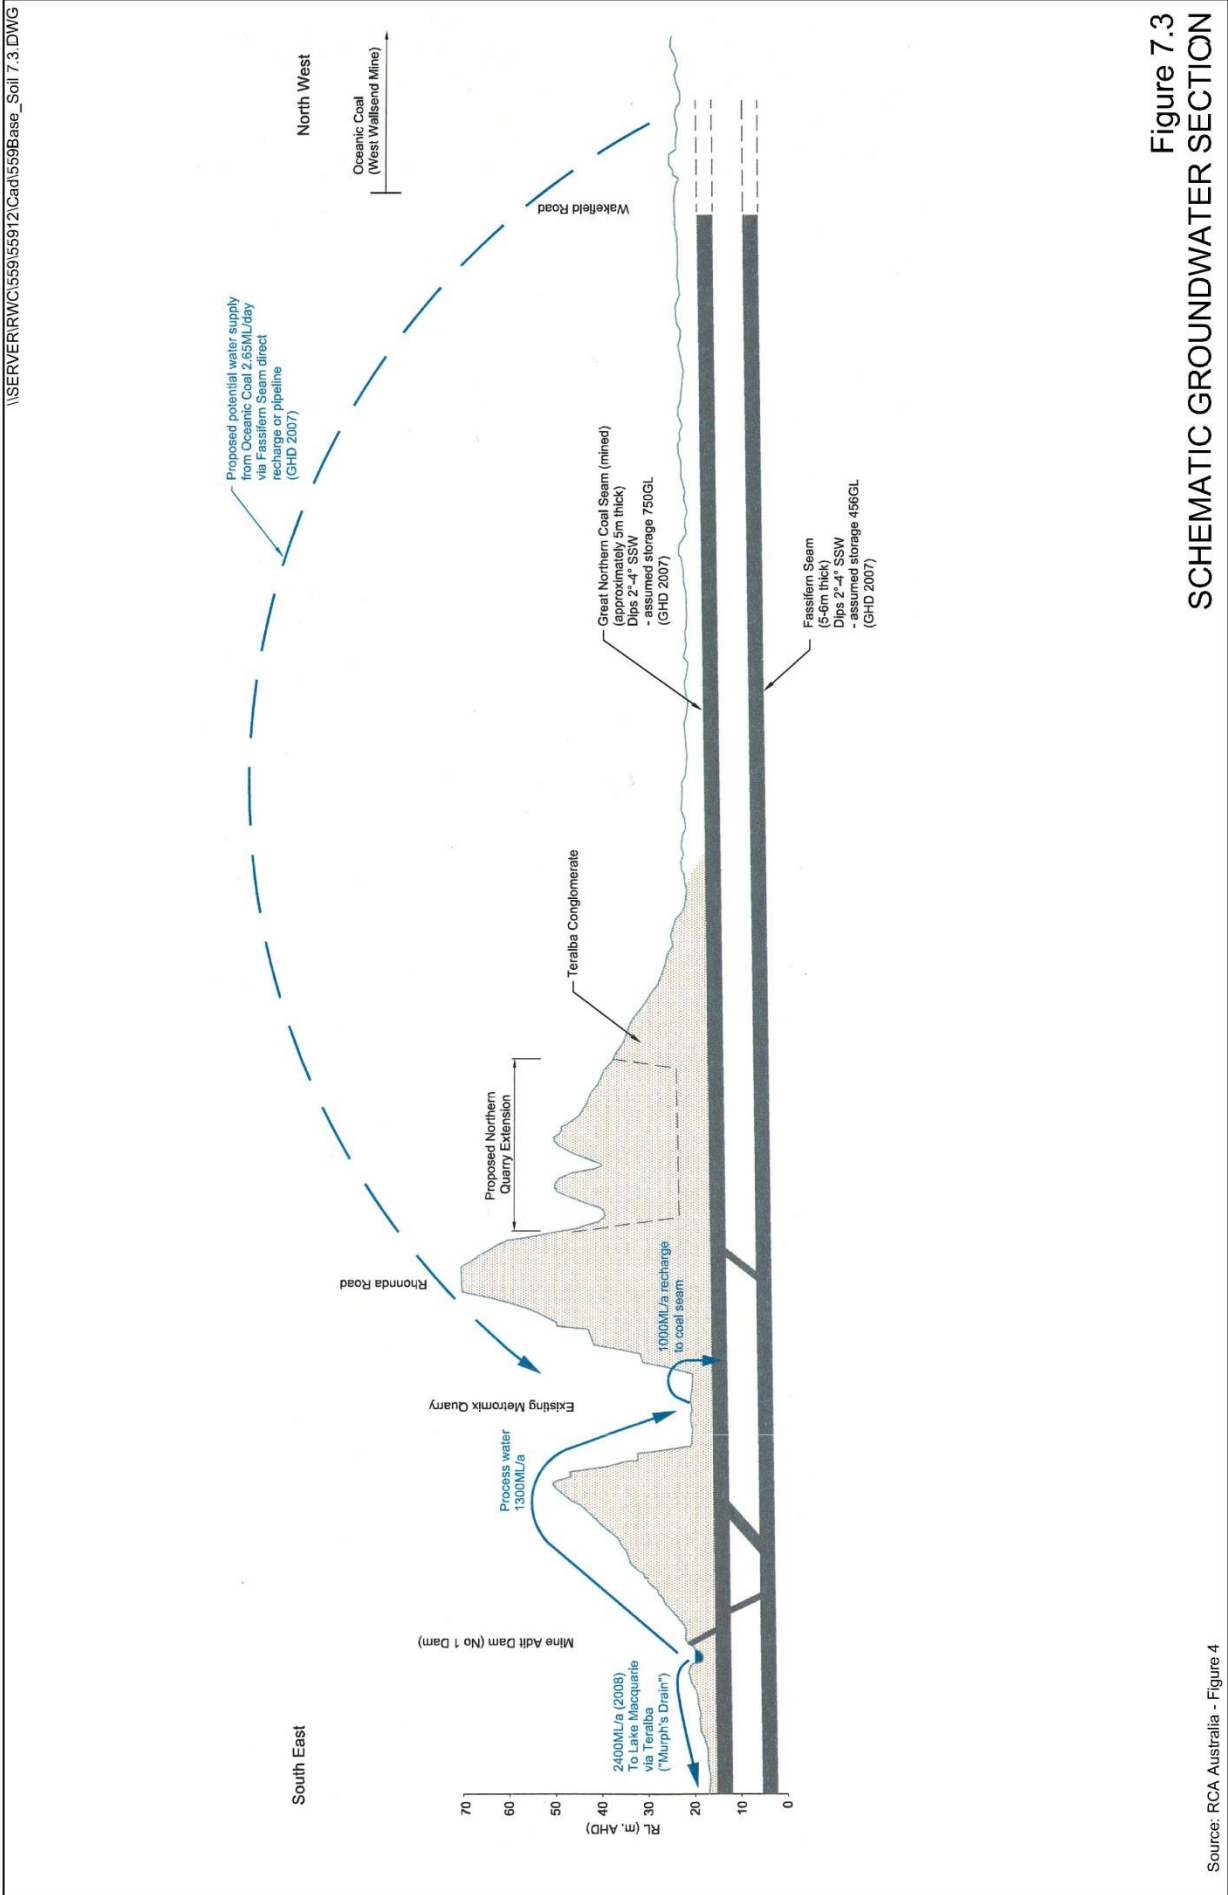 \\SERVER\RWC\559\55912\Cad\559Base_Soil 7.3.DWG
South East
North West
Oceanic Coal
(West Wallsend Mine)
Proposed potential water supply
from Oceanic Coal 2.65ML/day
via Fassifern Seam direct
recharge or pipeline
(GHD 2007)
Wakefield Road
Rhonnda Road
Proposed Northern
Quarry Extension
Existing Metromix Quarry
Process water
1300ML/a
Mine Adit Dam (No 1 Dam)
Teralba Conglomerate
Great Northern Coal Seam (mined)
(approximately 5m thick)
Dips 2°-4° SSW
- assumed storage 750GL
(GHD 2007)
1000ML/a recharge
to coal seam
2400ML/a (2008)
To Lake Macquarie
via Teralba
("Murph's Drain")
Fassifern Seam
(5-6m thick)
Dips 2°-4° SSW
- assumed storage 456GL
(GHD 2007)
RL (m. AHD)
70
60
50
40
30
20
10
0
Figure 7.3
SCHEMATIC GROUNDWATER SECTION
Source: RCA Australia - Figure 4